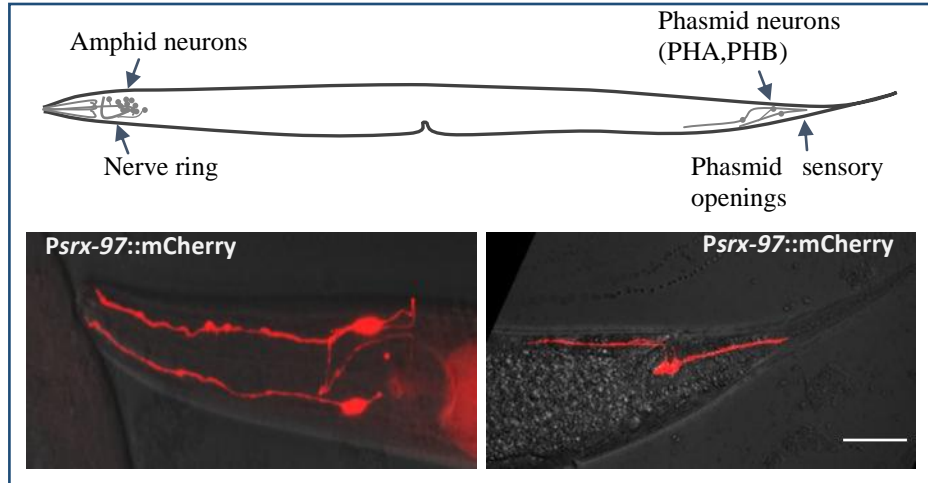 Amphid neurons
Phasmid neurons
(PHA,PHB)
Nerve ring
Phasmid sensory
openings
Psrx-97::mCherry
Psrx-97::mCherry